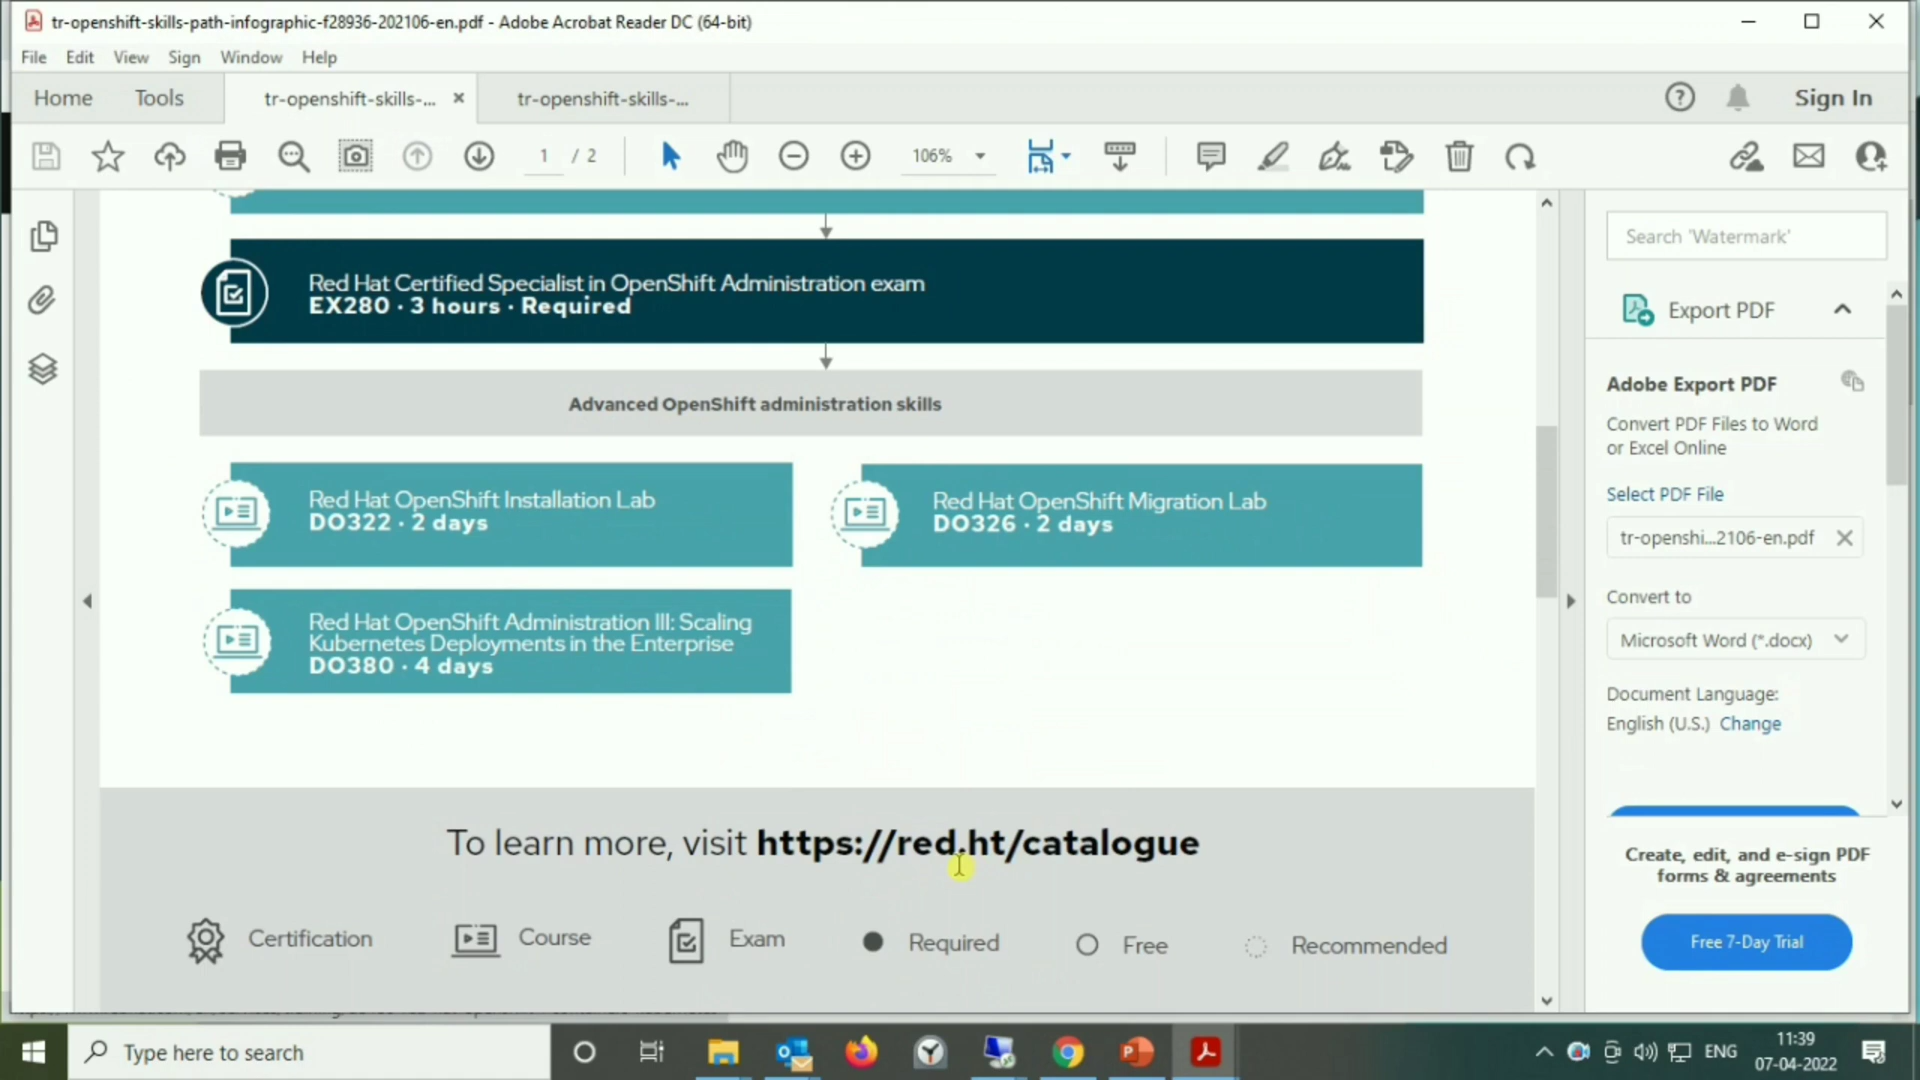 tr-openshift-skills-path-infographic-f28936-202106-en.pdf - Adobe Acrobat Reader DC (64-bit)
File Edit View Sign Window Help
Home Tools tr-openshift-skills-... tr-openshift-skills-... Sign In
1 / 2 106%
Red Hat Certified Specialist in OpenShift Administration exam
EX280 · 3 hours · Required
Advanced OpenShift administration skills
Red Hat OpenShift Installation Lab
DO322 · 2 days
Red Hat OpenShift Migration Lab
DO326 · 2 days
Red Hat OpenShift Administration III: Scaling
Kubernetes Deployments in the Enterprise
DO380 · 4 days
To learn more, visit https://red.ht/catalogue
Certification Course Exam Required Free Recommended
Search 'Watermark'
Export PDF
Adobe Export PDF
Convert PDF Files to Word
or Excel Online
Select PDF File
tr-openshi...2106-en.pdf
Convert to
Microsoft Word (*.docx)
Document Language:
English (U.S.) Change
Create, edit, and e-sign PDF
forms & agreements
Free 7-Day Trial
Type here to search
ENG
11:39
07-04-2022